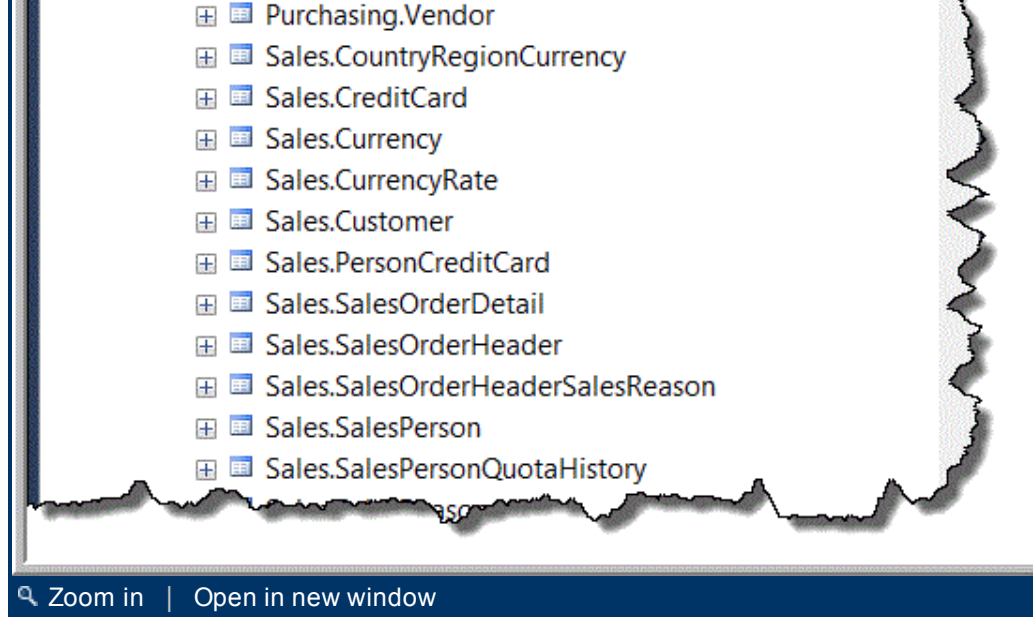 Purchasing.Vendor
Sales.CountryRegionCurrency
Sales.CreditCard
Sales.Currency
Sales.CurrencyRate
Sales.Customer
Sales.PersonCreditCard
Sales.SalesOrderDetail
Sales.SalesOrderHeader
Sales.SalesOrderHeaderSalesReason
Sales.SalesPerson
Sales.SalesPersonQuotaHistory
Zoom in | Open in new window